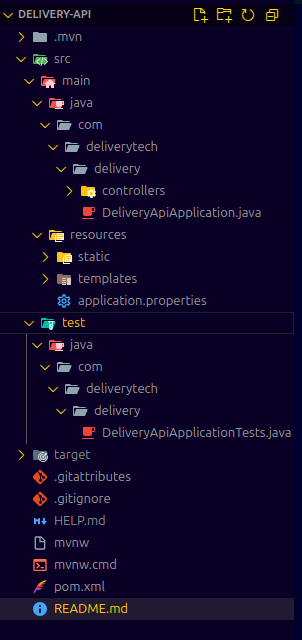 DELIVERY-API
.mvn
src
main
java
com
deliverytech
delivery
controllers
DeliveryApiApplication.java
resources
static
templates
application.properties
test
java
com
deliverytech
delivery
DeliveryApiApplicationTests.java
target
.gitattributes
.gitignore
HELP.md
mvnw
mvnw.cmd
pom.xml
README.md